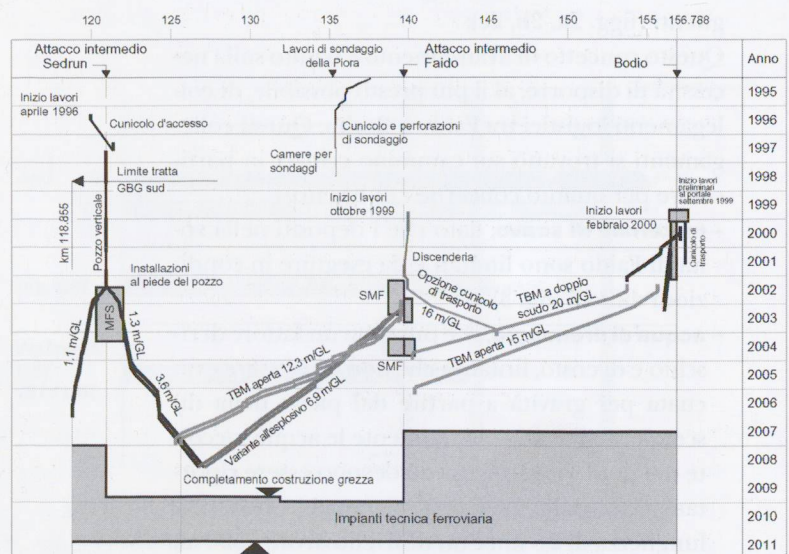 120 125 130 135 140 145 150 155 156.788
Attacco intermedio
Sedrun
Lavori di sondaggio
della Piora
Attacco intermedio
Faido
Bodio
Anno
1995
Inizio lavori
aprile 1996
Cunicolo d'accesso
Cunicolo e perforazioni
di sondaggio
1996
Camere per
sondaggi
1997
Limite tratta
GBG sud
1998
km 118.855
Pozzo verticale
Inizio lavori
ottobre 1999
Inizio lavori
febbraio 2000
Inizio lavori
preliminari
al portale
settembre 1999
1999
2000
Cunicolo di
trasporto
Installazioni
al piede del pozzo
Discenderia
Opzione cunicolo
di trasporto
2001
MFS
SMF
16 m/GL
TBM a doppio
scudo 20 m/GL
2002
2003
1.1 m/GL
1.3 m/GL
3.6 m/GL
TBM aperta 12.3 m/GL
SMF
TBM aperta 15 m/GL
2004
2005
Variante all'esplosivo 6.9 m/GL
2006
2007
Completamento costruzione grezza
2008
2009
Impianti tecnica ferroviaria
2010
2011